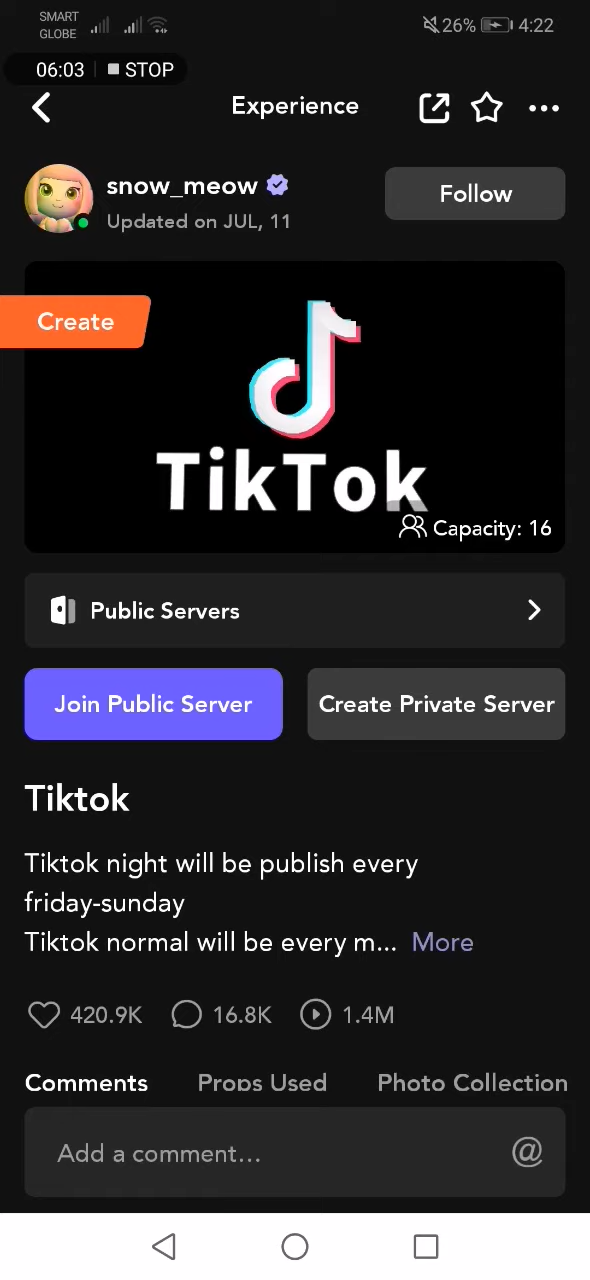 SMART
GLOBE
26%
4:22
06:03
STOP
Experience
snow_meow
Updated on JUL, 11
Follow
Create
TikTok
Capacity: 16
Public Servers
Join Public Server
Create Private Server
Tiktok
Tiktok night will be publish every
friday-sunday
Tiktok normal will be every m... More
420.9K 16.8K 1.4M
Comments Props Used Photo Collection
Add a comment...
@